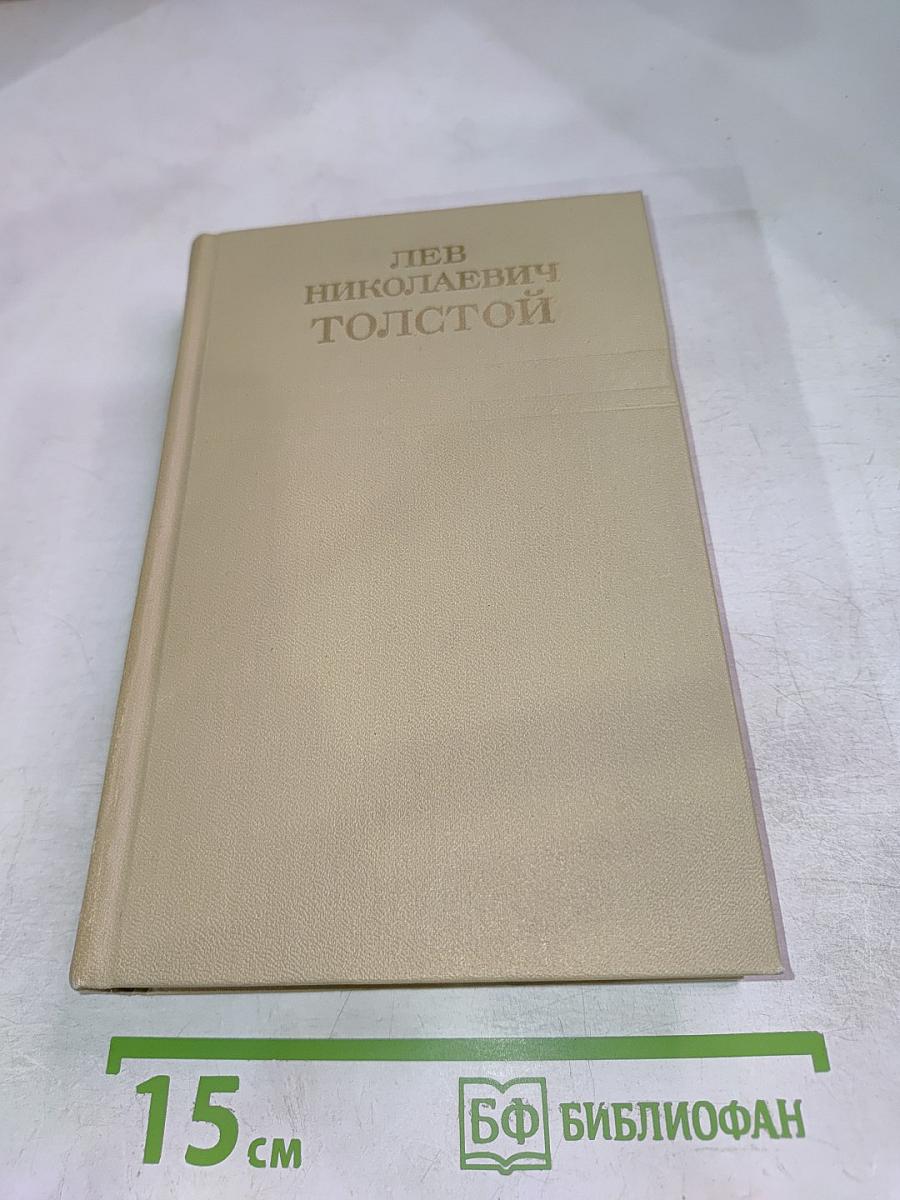 ЛЕВ
НИКОЛАЕВИЧ
ТОЛСТОЙ
15 см
БФ БИБЛИОФАН